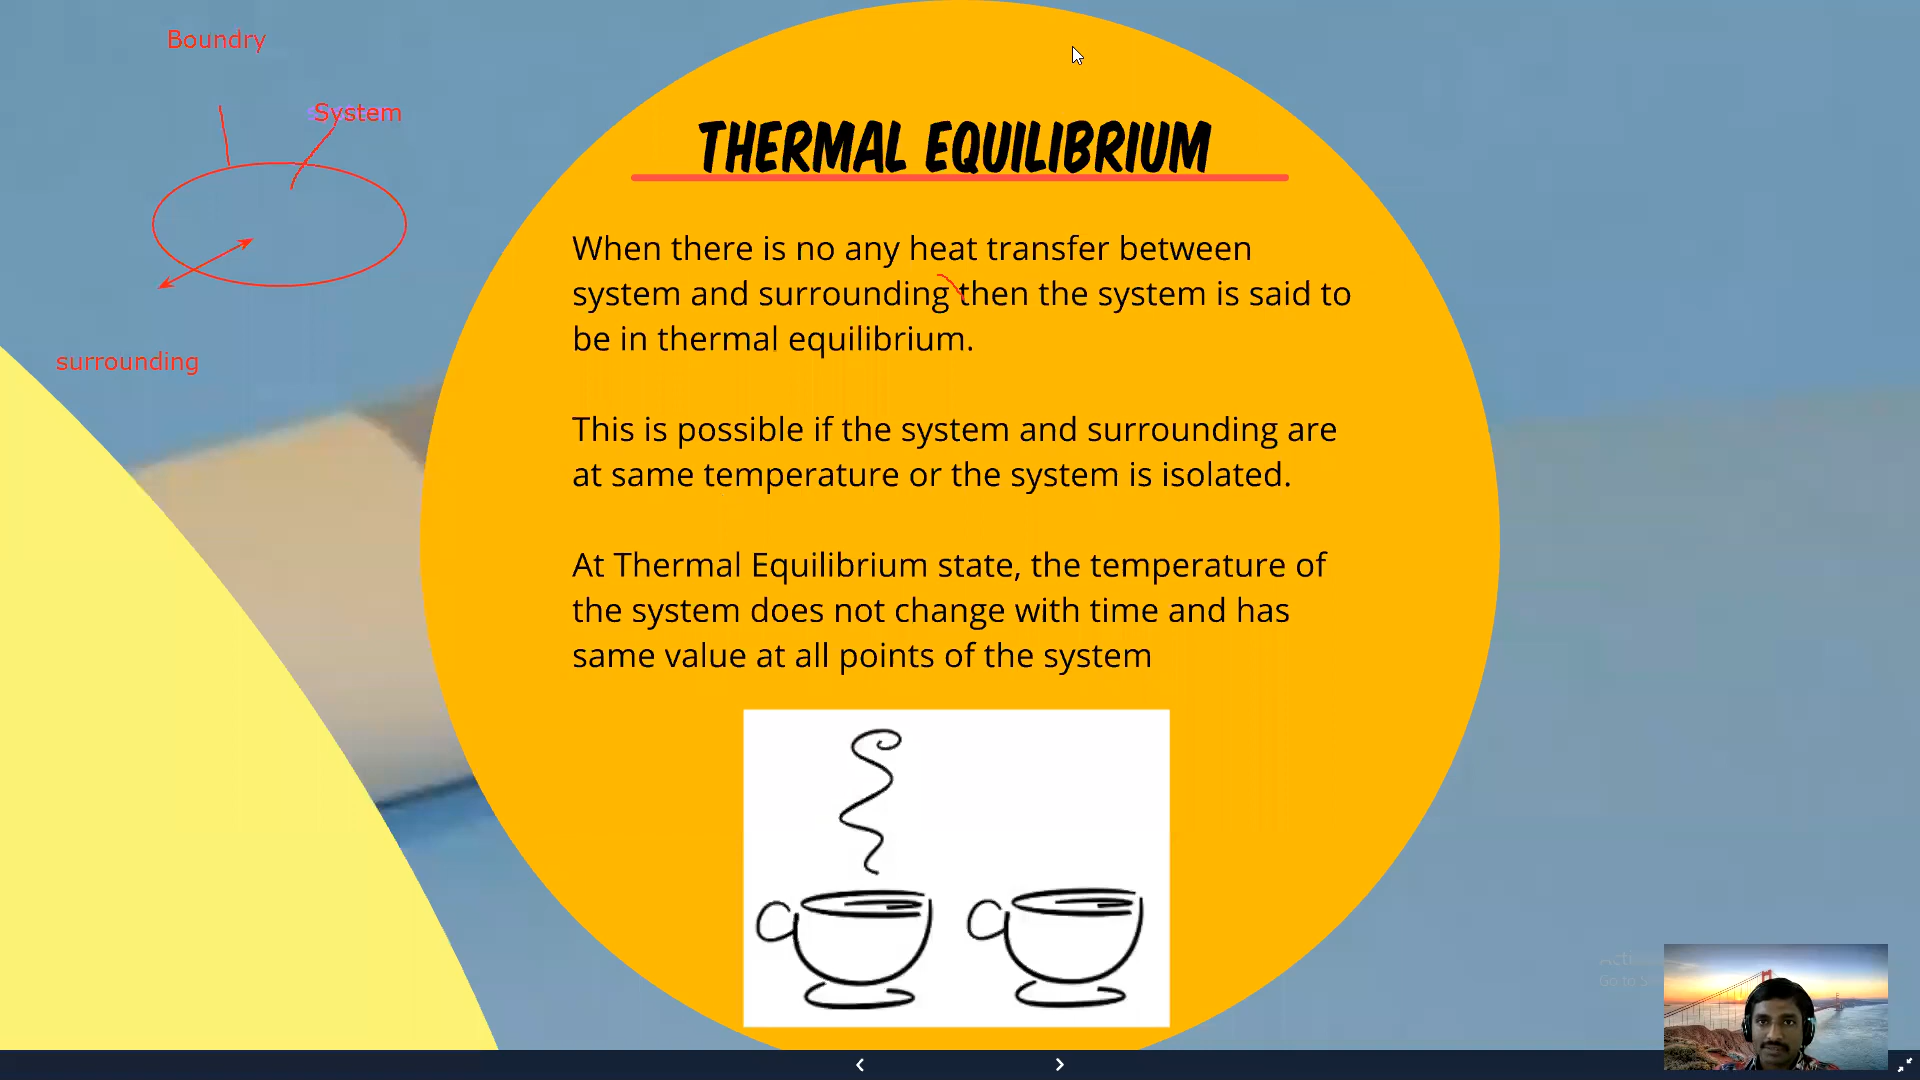 Boundry
System
surrounding
THERMAL EQUILIBRIUM
When there is no any heat transfer between
system and surrounding then the system is said to
be in thermal equilibrium.
This is possible if the system and surrounding are
at same temperature or the system is isolated.
At Thermal Equilibrium state, the temperature of
the system does not change with time and has
same value at all points of the system
Go to